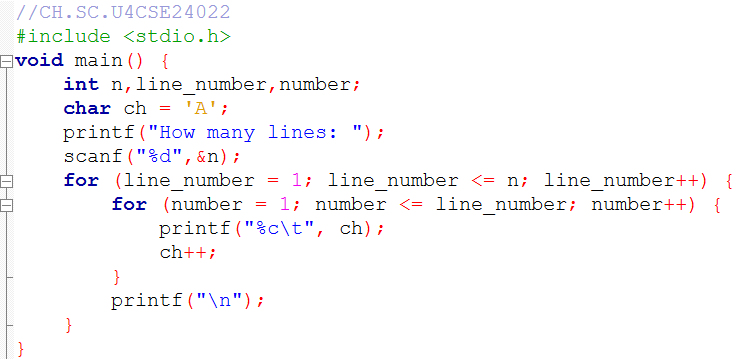 //CH.SC.U4CSE24022
#include <stdio.h>
void main() {
    int n,line_number,number;
    char ch = 'A';
    printf("How many lines: ");
    scanf("%d",&n);
    for (line_number = 1; line_number <= n; line_number++) {
        for (number = 1; number <= line_number; number++) {
            printf("%c\t", ch);
            ch++;
        }
        printf("\n");
    }
}